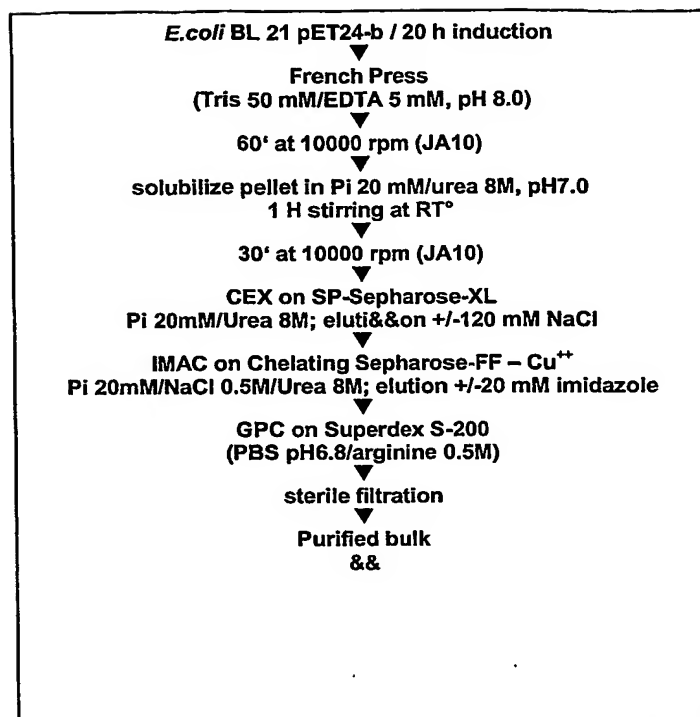 E.coli BL 21 pET24-b / 20 h induction
▼
French Press
(Tris 50 mM/EDTA 5 mM, pH 8.0)
▼
60‘ at 10000 rpm (JA10)
▼
solubilize pellet in Pi 20 mM/urea 8M, pH7.0
1 H stirring at RT°
▼
30‘ at 10000 rpm (JA10)
▼
CEX on SP-Sepharose-XL
Pi 20mM/Urea 8M; eluti&&on +/-120 mM NaCl
▼
IMAC on Chelating Sepharose-FF – Cu⁺⁺
Pi 20mM/NaCl 0.5M/Urea 8M; elution +/-20 mM imidazole
▼
GPC on Superdex S-200
(PBS pH6.8/arginine 0.5M)
▼
sterile filtration
▼
Purified bulk
&&